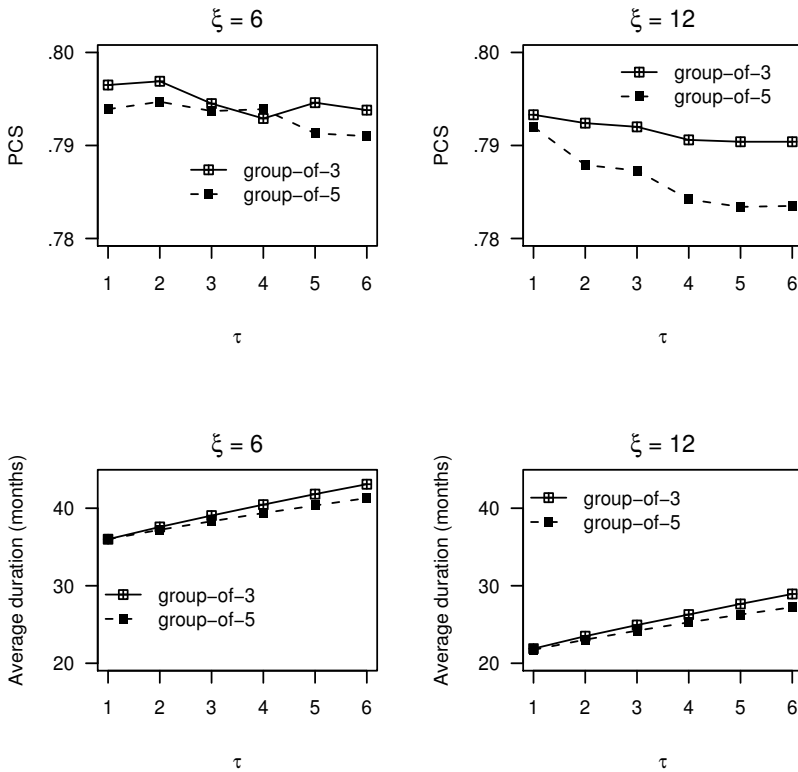 ξ = 6
PCS
.80
.79
.78
group−of−3
group−of−5
1 2 3 4 5 6
τ
ξ = 12
PCS
.80
.79
.78
group−of−3
group−of−5
1 2 3 4 5 6
τ
ξ = 6
Average duration (months)
40
30
20
group−of−3
group−of−5
1 2 3 4 5 6
τ
ξ = 12
Average duration (months)
40
30
20
group−of−3
group−of−5
1 2 3 4 5 6
τ